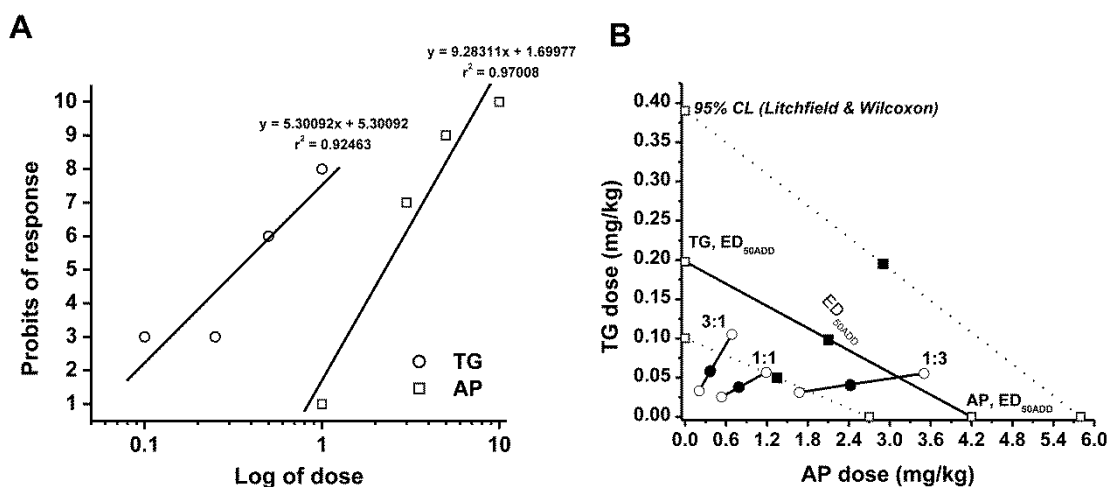 A
y = 9.28311x + 1.69977
r² = 0.97008
y = 5.30092x + 5.30092
r² = 0.92463
Probits of response
10
9
8
7
6
5
4
3
2
1
0.1
1
10
Log of dose
TG
AP
B
95% CL (Litchfield & Wilcoxon)
TG dose (mg/kg)
0.40
0.35
0.30
0.25
0.20
0.15
0.10
0.05
0.00
TG, ED50ADD
ED50ADD
3:1
1:1
1:3
AP, ED50ADD
0.0 0.6 1.2 1.8 2.4 3.0 3.6 4.2 4.8 5.4 6.0
AP dose (mg/kg)